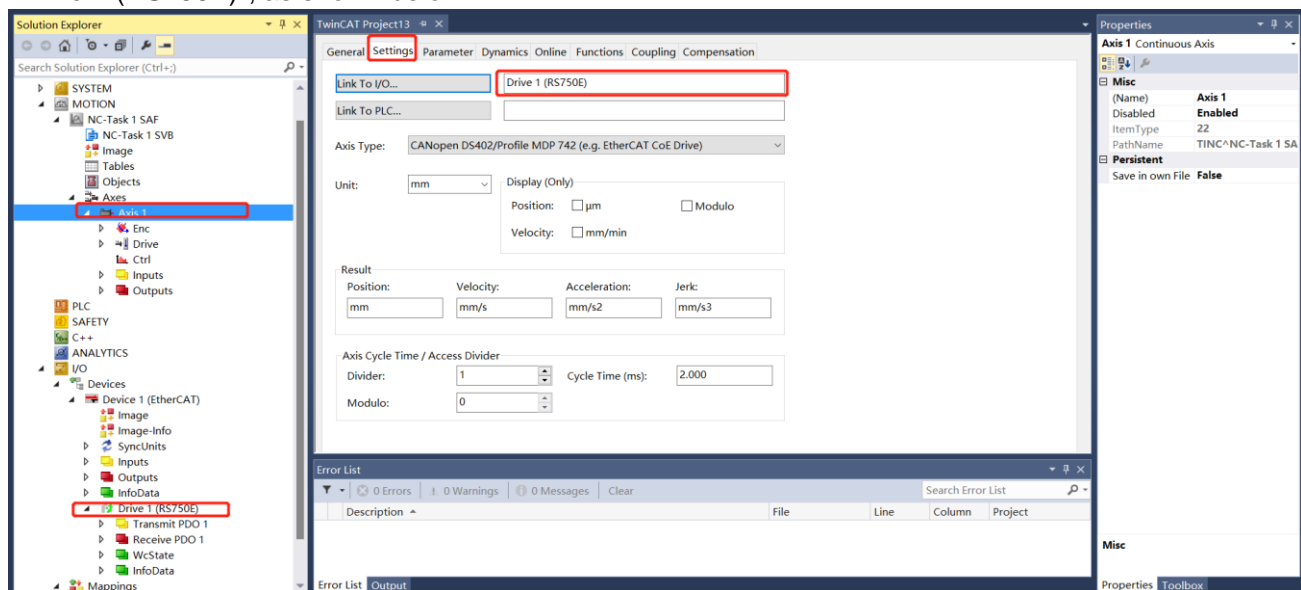 Solution Explorer
Search Solution Explorer (Ctrl+;)
SYSTEM
MOTION
NC-Task 1 SAF
NC-Task 1 SVB
Image
Tables
Objects
Axes
Axis 1
Enc
Drive
Ctrl
Inputs
Outputs
PLC
SAFETY
C++
ANALYTICS
I/O
Devices
Device 1 (EtherCAT)
Image
Image-Info
SyncUnits
Inputs
Outputs
InfoData
Drive 1 (RS750E)
Transmit PDO 1
Receive PDO 1
WcState
InfoData
Mappings
TwinCAT Project13
General Settings Parameter Dynamics Online Functions Coupling Compensation
Link To I/O... Drive 1 (RS750E)
Link To PLC...
Axis Type: CANopen DS402/Profile MDP 742 (e.g. EtherCAT CoE Drive)
Unit: mm
Display (Only)
Position: µm Modulo
Velocity: mm/min
Result
Position: Velocity: Acceleration: Jerk:
mm mm/s mm/s2 mm/s3
Axis Cycle Time / Access Divider
Divider: 1 Cycle Time (ms): 2.000
Modulo: 0
Error List
0 Errors 0 Warnings 0 Messages Clear Search Error List
Description File Line Column Project
Error List Output
Properties
Axis 1 Continuous Axis
Misc
(Name) Axis 1
Disabled Enabled
ItemType 22
PathName TINC^NC-Task 1 SA
Persistent
Save in own File False
Misc
Properties Toolbox